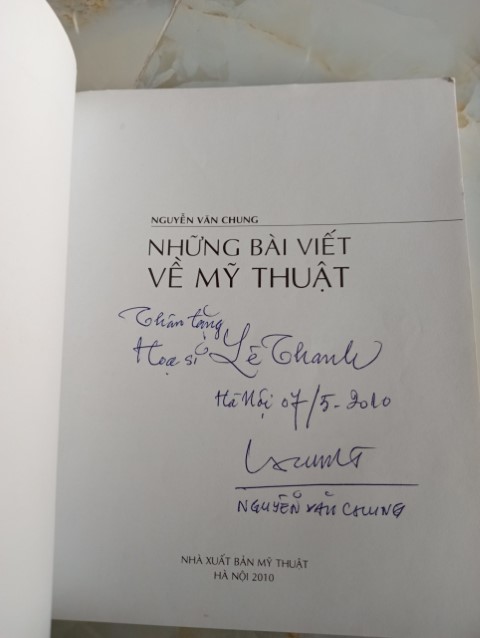 NGUYỄN VĂN CHUNG
NHỮNG BÀI VIẾT
VỀ MỸ THUẬT
Thân tặng
Hoạ sĩ Lê Thanh
Hà Nội 07/5-2010
NGUYỄN VĂN CHUNG
NHÀ XUẤT BẢN MỸ THUẬT
HÀ NỘI 2010